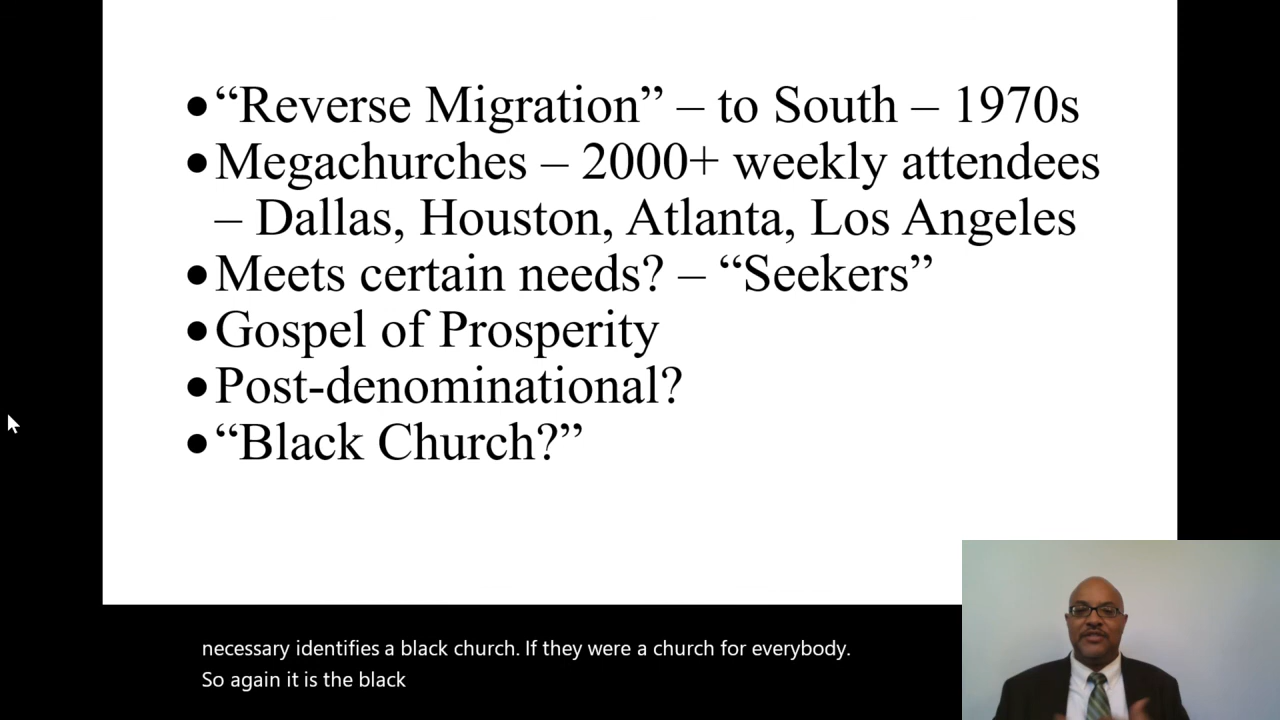 •“Reverse Migration” – to South – 1970s
•Megachurches – 2000+ weekly attendees
– Dallas, Houston, Atlanta, Los Angeles
•Meets certain needs? – “Seekers”
•Gospel of Prosperity
•Post-denominational?
•“Black Church?”
necessary identifies a black church. If they were a church for everybody.
So again it is the black